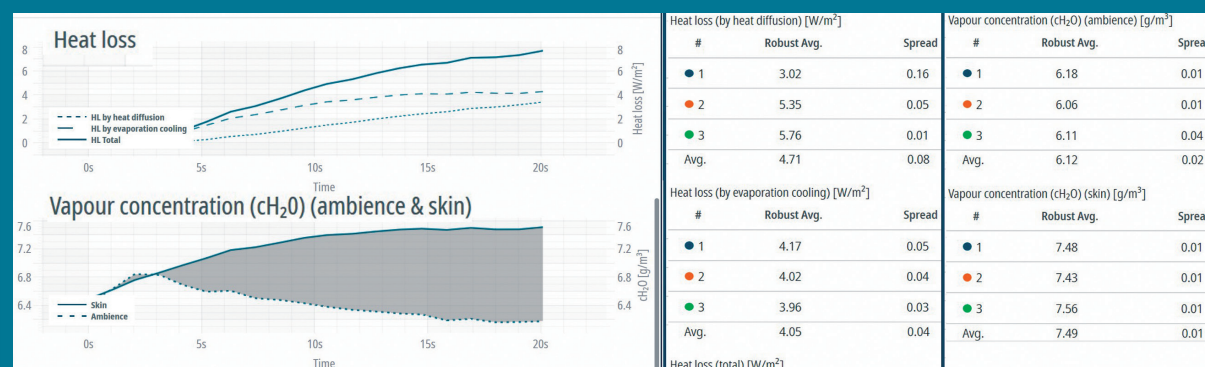 Heat loss
8
6
4
2
0
HL by heat diffusion
HL by evaporation cooling
HL Total
8
6
4
2
0
Heat loss [W/m²]
0s 5s 10s 15s 20s
Time
Vapour concentration (cH₂0) (ambience & skin)
7.6
7.2
6.8
6.4
Skin
Ambience
7.6
7.2
6.8
6.4
cH₂O [g/m³]
0s 5s 10s 15s 20s
Time
Heat loss (by heat diffusion) [W/m²]
# Robust Avg. Spread
1 3.02 0.16
2 5.35 0.05
3 5.76 0.01
Avg. 4.71 0.08
Heat loss (by evaporation cooling) [W/m²]
# Robust Avg. Spread
1 4.17 0.05
2 4.02 0.04
3 3.96 0.03
Avg. 4.05 0.04
Heat loss (total) [W/m²]
Vapour concentration (cH₂O) (ambience) [g/m³]
# Robust Avg. Sprea
1 6.18 0.01
2 6.06 0.01
3 6.11 0.04
Avg. 6.12 0.02
Vapour concentration (cH₂O) (skin) [g/m³]
# Robust Avg. Sprea
1 7.48 0.01
2 7.43 0.01
3 7.56 0.01
Avg. 7.49 0.01